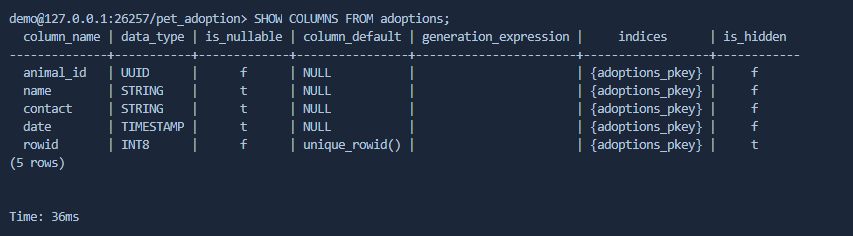 demo@127.0.0.1:26257/pet_adoption> SHOW COLUMNS FROM adoptions;
  column_name | data_type | is_nullable | column_default | generation_expression |     indices      | is_hidden
--------------+-----------+-------------+----------------+-----------------------+------------------+------------
  animal_id   | UUID      |      f      | NULL           |                       | {adoptions_pkey} |     f
  name        | STRING    |      t      | NULL           |                       | {adoptions_pkey} |     f
  contact     | STRING    |      t      | NULL           |                       | {adoptions_pkey} |     f
  date        | TIMESTAMP |      t      | NULL           |                       | {adoptions_pkey} |     f
  rowid       | INT8      |      f      | unique_rowid() |                       | {adoptions_pkey} |     t
(5 rows)
Time: 36ms